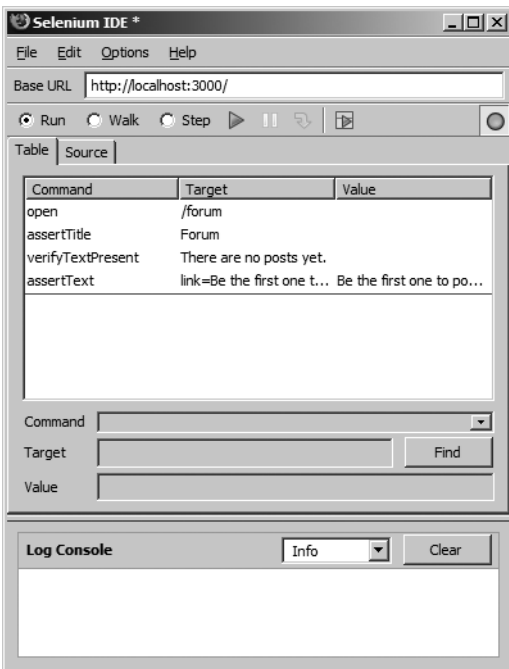 Selenium IDE *
File Edit Options Help
Base URL http://localhost:3000/
Run Walk Step
Table Source
Command Target Value
open /forum
assertTitle Forum
verifyTextPresent There are no posts yet.
assertText link=Be the first one t... Be the first one to po...
Command
Target Find
Value
Log Console Info Clear